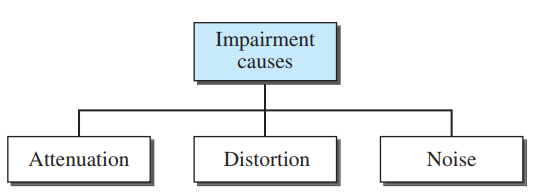 Impairment
causes
Attenuation
Distortion
Noise